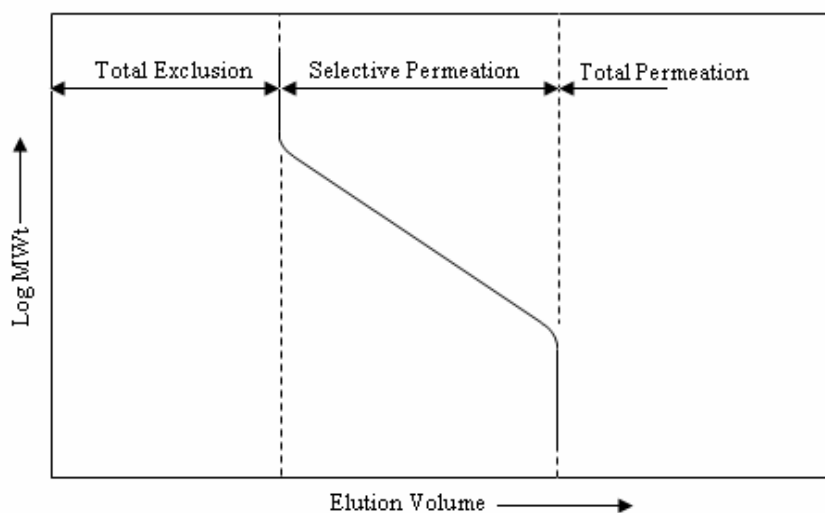 Total Exclusion
Selective Permeation
Total Permeation
Log MWt
Elution Volume